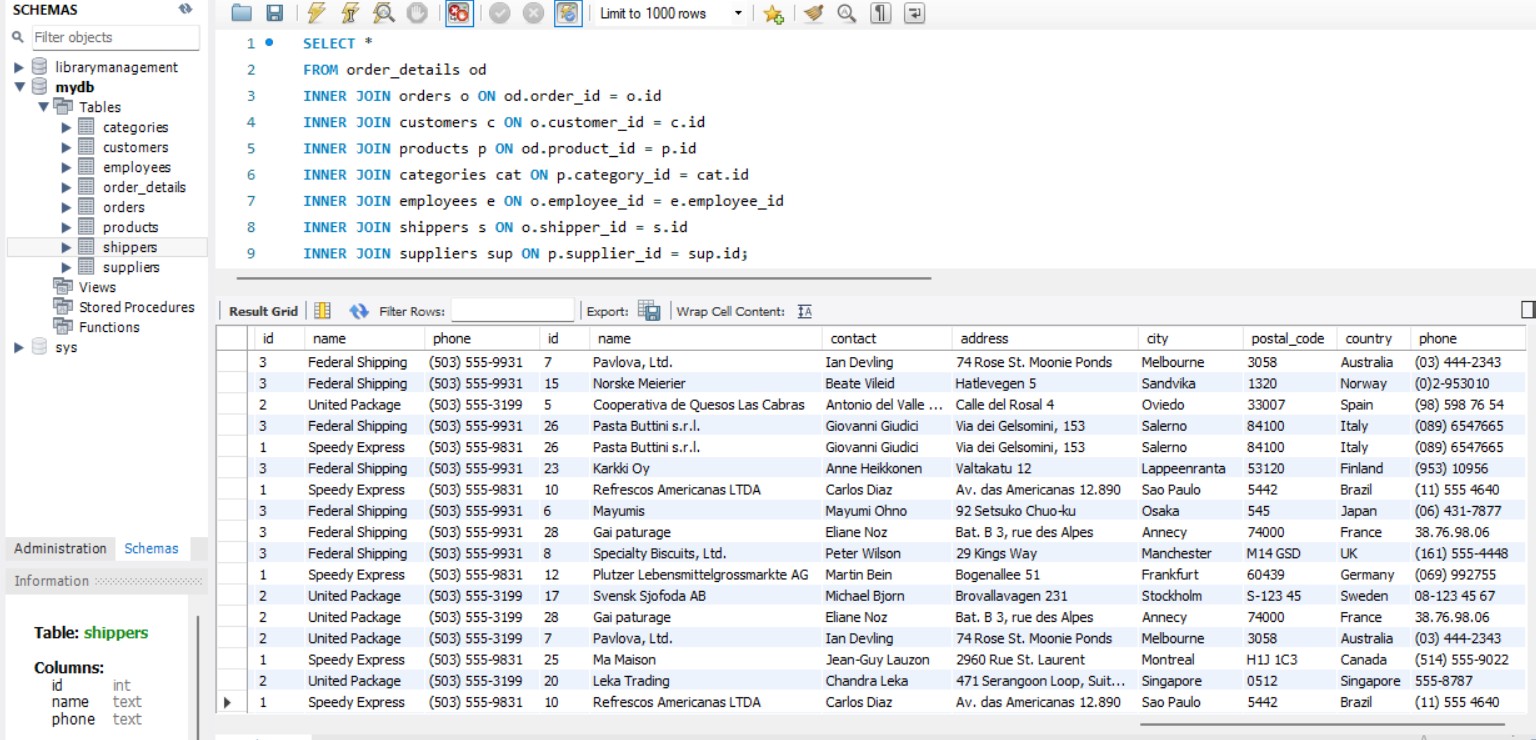 SCHEMAS
Filter objects
librarymanagement
mydb
Tables
categories
customers
employees
order_details
orders
products
shippers
suppliers
Views
Stored Procedures
Functions
sys
Administration Schemas
Information
Table: shippers
Columns:
id int
name text
phone text
Limit to 1000 rows
1 SELECT *
2 FROM order_details od
3 INNER JOIN orders o ON od.order_id = o.id
4 INNER JOIN customers c ON o.customer_id = c.id
5 INNER JOIN products p ON od.product_id = p.id
6 INNER JOIN categories cat ON p.category_id = cat.id
7 INNER JOIN employees e ON o.employee_id = e.employee_id
8 INNER JOIN shippers s ON o.shipper_id = s.id
9 INNER JOIN suppliers sup ON p.supplier_id = sup.id;
Result Grid Filter Rows: Export: Wrap Cell Content:
id name phone id name contact address city postal_code country phone
3 Federal Shipping (503) 555-9931 7 Pavlova, Ltd. Ian Devling 74 Rose St. Moonie Ponds Melbourne 3058 Australia (03) 444-2343
3 Federal Shipping (503) 555-9931 15 Norske Meierier Beate Vileid Hatlevegen 5 Sandvika 1320 Norway (0)2-953010
2 United Package (503) 555-3199 5 Cooperativa de Quesos Las Cabras Antonio del Valle ... Calle del Rosal 4 Oviedo 33007 Spain (98) 598 76 54
3 Federal Shipping (503) 555-9931 26 Pasta Buttini s.r.l. Giovanni Giudici Via dei Gelsomini, 153 Salerno 84100 Italy (089) 6547665
1 Speedy Express (503) 555-9831 26 Pasta Buttini s.r.l. Giovanni Giudici Via dei Gelsomini, 153 Salerno 84100 Italy (089) 6547665
3 Federal Shipping (503) 555-9931 23 Karkki Oy Anne Heikkonen Valtakatu 12 Lappeenranta 53120 Finland (953) 10956
1 Speedy Express (503) 555-9831 10 Refrescos Americanas LTDA Carlos Diaz Av. das Americanas 12.890 Sao Paulo 5442 Brazil (11) 555 4640
3 Federal Shipping (503) 555-9931 6 Mayumis Mayumi Ohno 92 Setsuko Chuo-ku Osaka 545 Japan (06) 431-7877
3 Federal Shipping (503) 555-9931 28 Gai paturage Eliane Noz Bat. B 3, rue des Alpes Annecy 74000 France 38.76.98.06
3 Federal Shipping (503) 555-9931 8 Specialty Biscuits, Ltd. Peter Wilson 29 Kings Way Manchester M14 GSD UK (161) 555-4448
1 Speedy Express (503) 555-9831 12 Plutzer Lebensmittelgrossmarkte AG Martin Bein Bogenallee 51 Frankfurt 60439 Germany (069) 992755
2 United Package (503) 555-3199 17 Svensk Sjofoda AB Michael Bjorn Brovallavagen 231 Stockholm S-123 45 Sweden 08-123 45 67
2 United Package (503) 555-3199 28 Gai paturage Eliane Noz Bat. B 3, rue des Alpes Annecy 74000 France 38.76.98.06
2 United Package (503) 555-3199 7 Pavlova, Ltd. Ian Devling 74 Rose St. Moonie Ponds Melbourne 3058 Australia (03) 444-2343
1 Speedy Express (503) 555-9831 25 Ma Maison Jean-Guy Lauzon 2960 Rue St. Laurent Montreal H1J 1C3 Canada (514) 555-9022
2 United Package (503) 555-3199 20 Leka Trading Chandra Leka 471 Serangoon Loop, Suit... Singapore 0512 Singapore 555-8787
1 Speedy Express (503) 555-9831 10 Refrescos Americanas LTDA Carlos Diaz Av. das Americanas 12.890 Sao Paulo 5442 Brazil (11) 555 4640